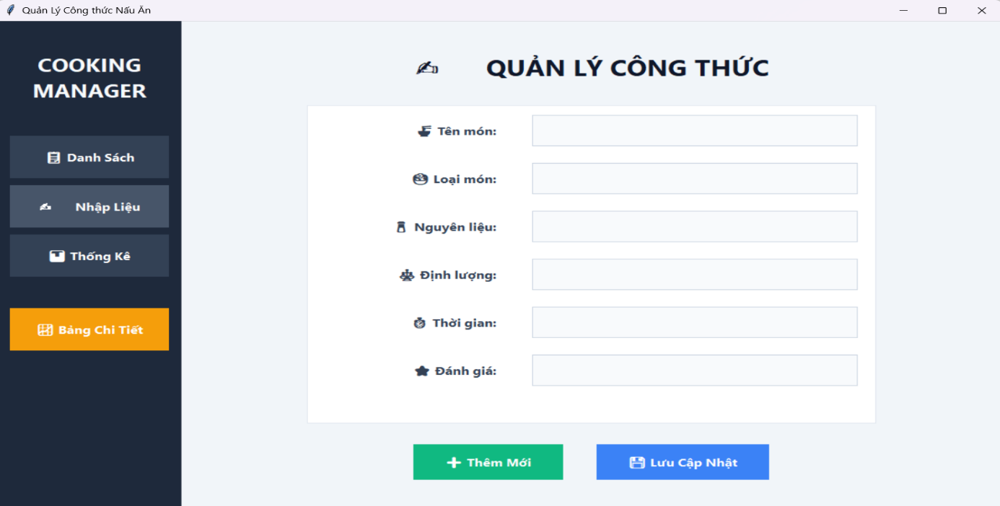 Quản Lý Công thức Nấu Ăn
COOKING
MANAGER
Danh Sách
Nhập Liệu
Thống Kê
Bảng Chi Tiết
QUẢN LÝ CÔNG THỨC
Tên món:
Loại món:
Nguyên liệu:
Định lượng:
Thời gian:
Đánh giá:
Thêm Mới
Lưu Cập Nhật